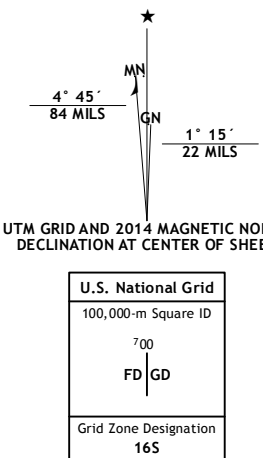 ★
MN
4° 45´
84 MILS
GN
1° 15´
22 MILS
UTM GRID AND 2014 MAGNETIC NO
DECLINATION AT CENTER OF SHEE
U.S. National Grid
100,000-m Square ID
⁷00
FD GD
Grid Zone Designation
16S